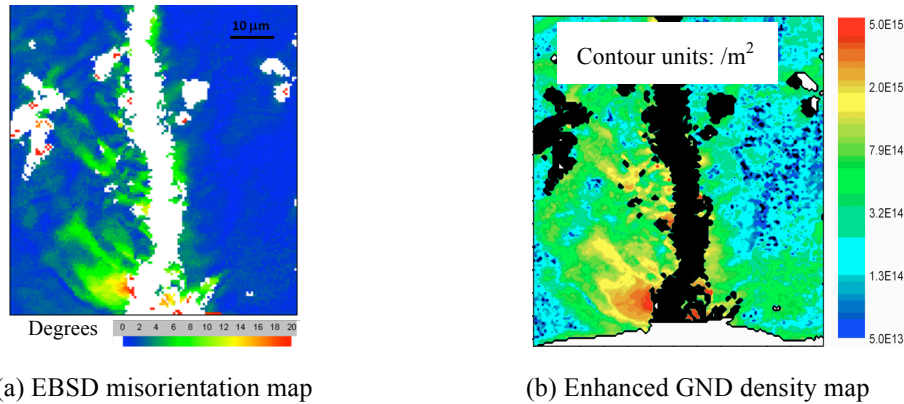 10 µm
Contour units: /m²
5.0E15
2.0E15
7.9E14
3.2E14
1.3E14
5.0E13
Degrees 0 2 4 6 8 10 12 14 16 18 20
(a) EBSD misorientation map
(b) Enhanced GND density map